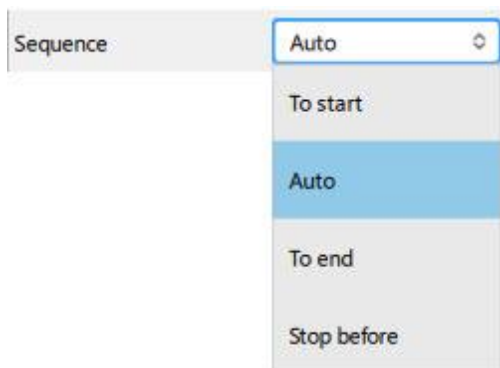 Sequence Auto
To start
Auto
To end
Stop before